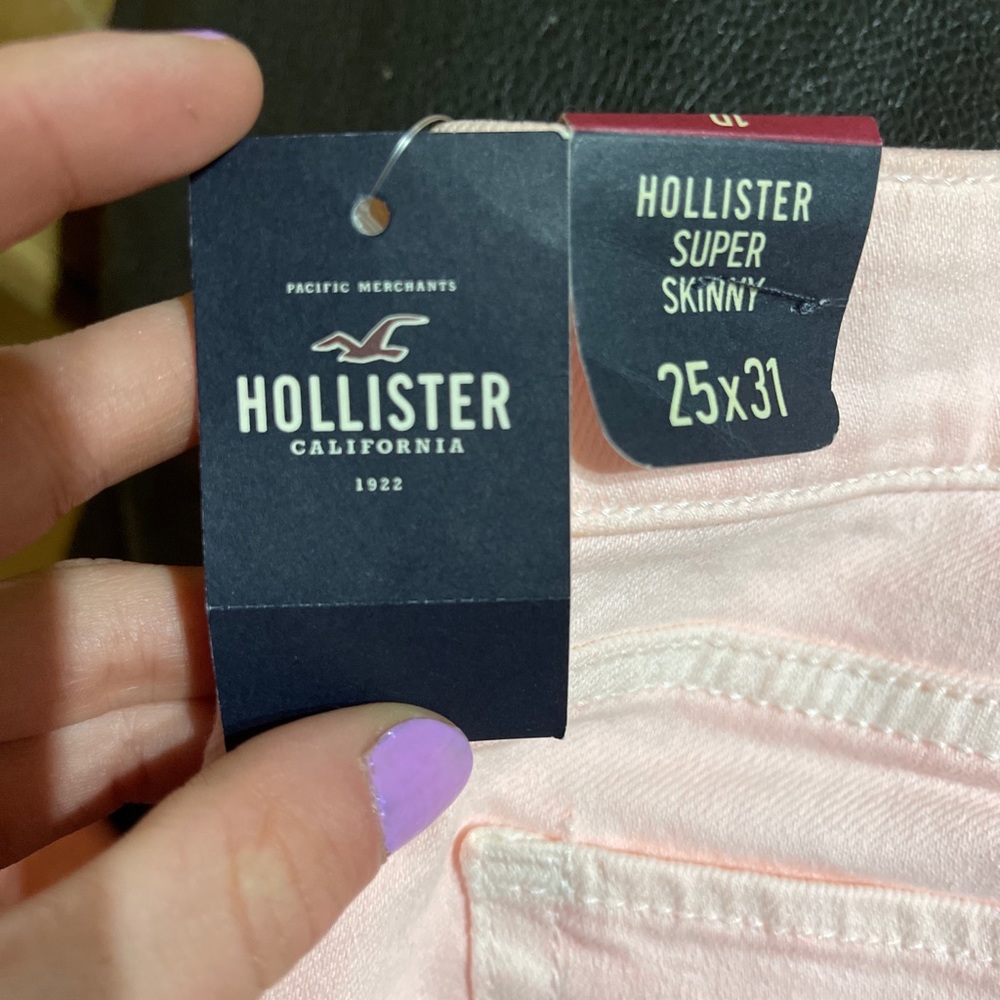 PACIFIC MERCHANTS
HOLLISTER
CALIFORNIA
1922
HOLLISTER
SUPER
SKINNY
25x31